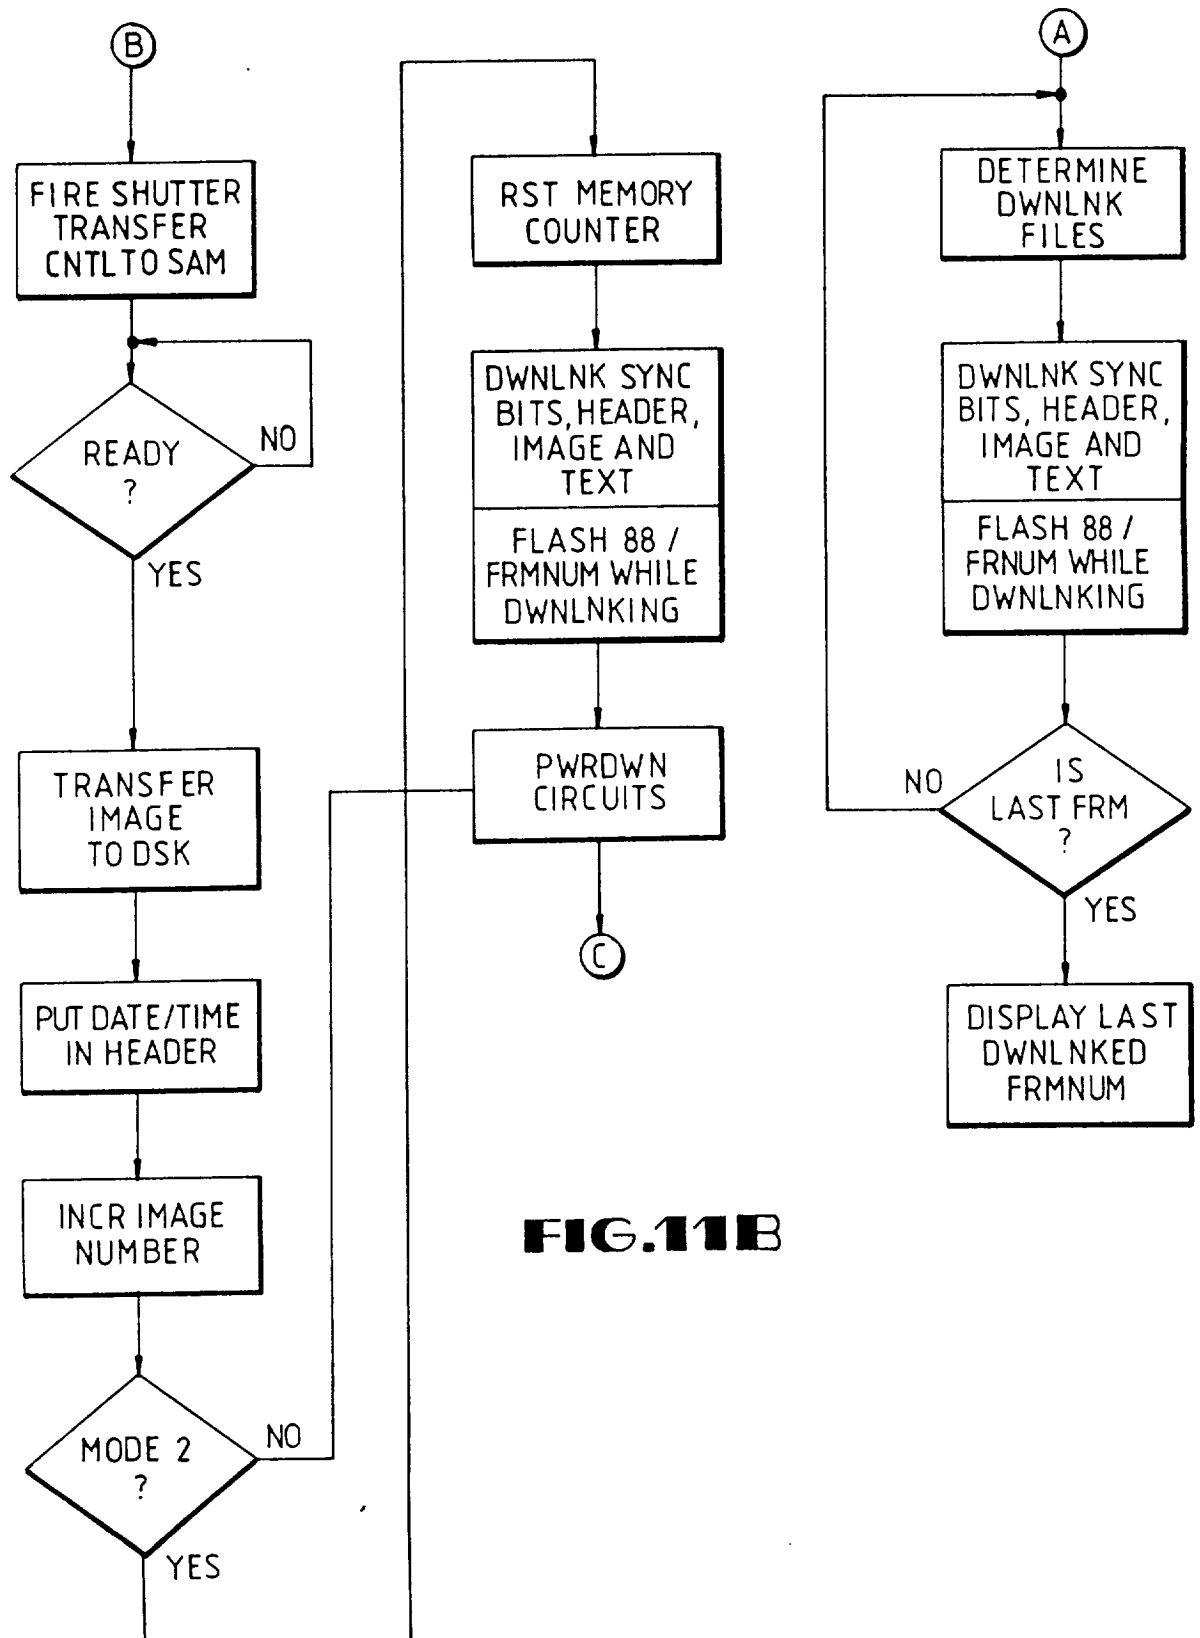 B
FIRE SHUTTER
TRANSFER
CNTL TO SAM
READY
?
NO
YES
TRANSFER
IMAGE
TO DSK
PUT DATE/TIME
IN HEADER
INCR IMAGE
NUMBER
MODE 2
?
NO
YES
RST MEMORY
COUNTER
DWNLNK SYNC
BITS, HEADER,
IMAGE AND
TEXT
FLASH 88 /
FRMNUM WHILE
DWNLNKING
PWRDWN
CIRCUITS
C
A
DETERMINE
DWNLNK
FILES
DWNLNK SYNC
BITS, HEADER,
IMAGE AND
TEXT
FLASH 88 /
FRNUM WHILE
DWNLNKING
IS
LAST FRM
?
NO
YES
DISPLAY LAST
DWNLNKED
FRMNUM
FIG.11B